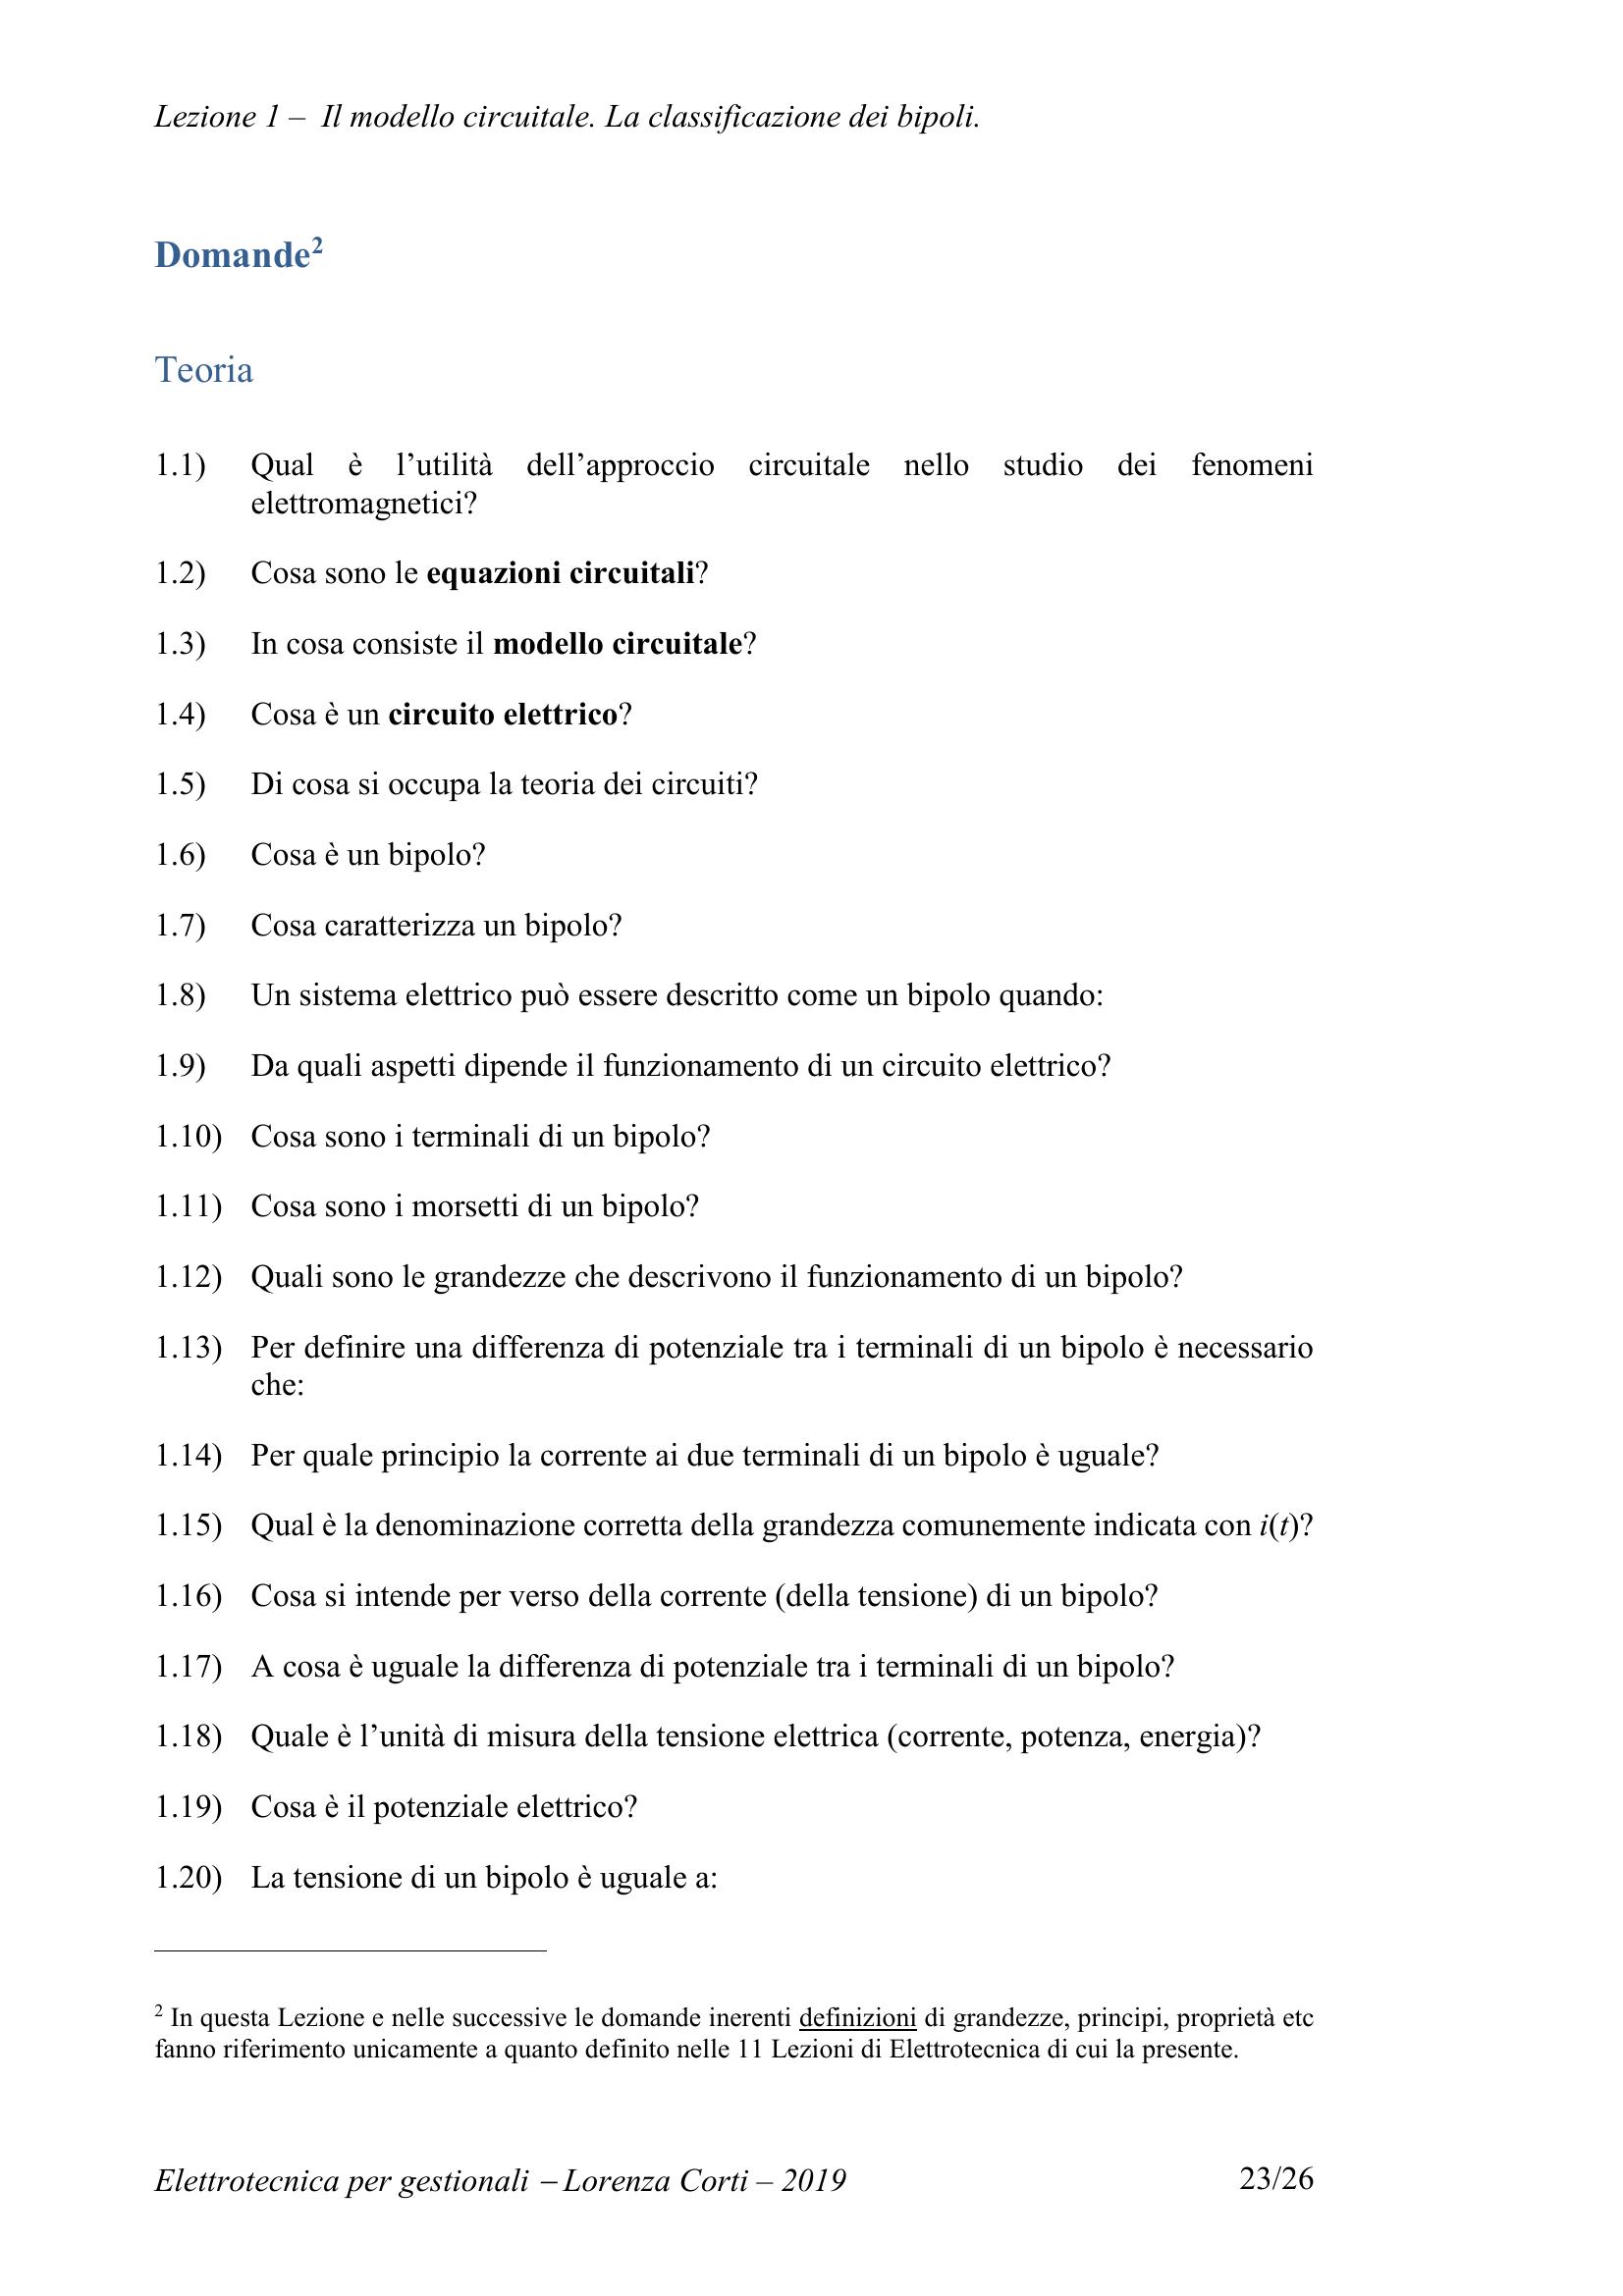 Lezione 1 – Il modello circuitale. La classificazione dei bipoli.
Domande²
Teoria
1.1) Qual è l’utilità dell’approccio circuitale nello studio dei fenomeni
elettromagnetici?
1.2) Cosa sono le equazioni circuitali?
1.3) In cosa consiste il modello circuitale?
1.4) Cosa è un circuito elettrico?
1.5) Di cosa si occupa la teoria dei circuiti?
1.6) Cosa è un bipolo?
1.7) Cosa caratterizza un bipolo?
1.8) Un sistema elettrico può essere descritto come un bipolo quando:
1.9) Da quali aspetti dipende il funzionamento di un circuito elettrico?
1.10) Cosa sono i terminali di un bipolo?
1.11) Cosa sono i morsetti di un bipolo?
1.12) Quali sono le grandezze che descrivono il funzionamento di un bipolo?
1.13) Per definire una differenza di potenziale tra i terminali di un bipolo è necessario
che:
1.14) Per quale principio la corrente ai due terminali di un bipolo è uguale?
1.15) Qual è la denominazione corretta della grandezza comunemente indicata con i(t)?
1.16) Cosa si intende per verso della corrente (della tensione) di un bipolo?
1.17) A cosa è uguale la differenza di potenziale tra i terminali di un bipolo?
1.18) Quale è l’unità di misura della tensione elettrica (corrente, potenza, energia)?
1.19) Cosa è il potenziale elettrico?
1.20) La tensione di un bipolo è uguale a:
² In questa Lezione e nelle successive le domande inerenti definizioni di grandezze, principi, proprietà etc
fanno riferimento unicamente a quanto definito nelle 11 Lezioni di Elettrotecnica di cui la presente.
Elettrotecnica per gestionali – Lorenza Corti – 2019 23/26